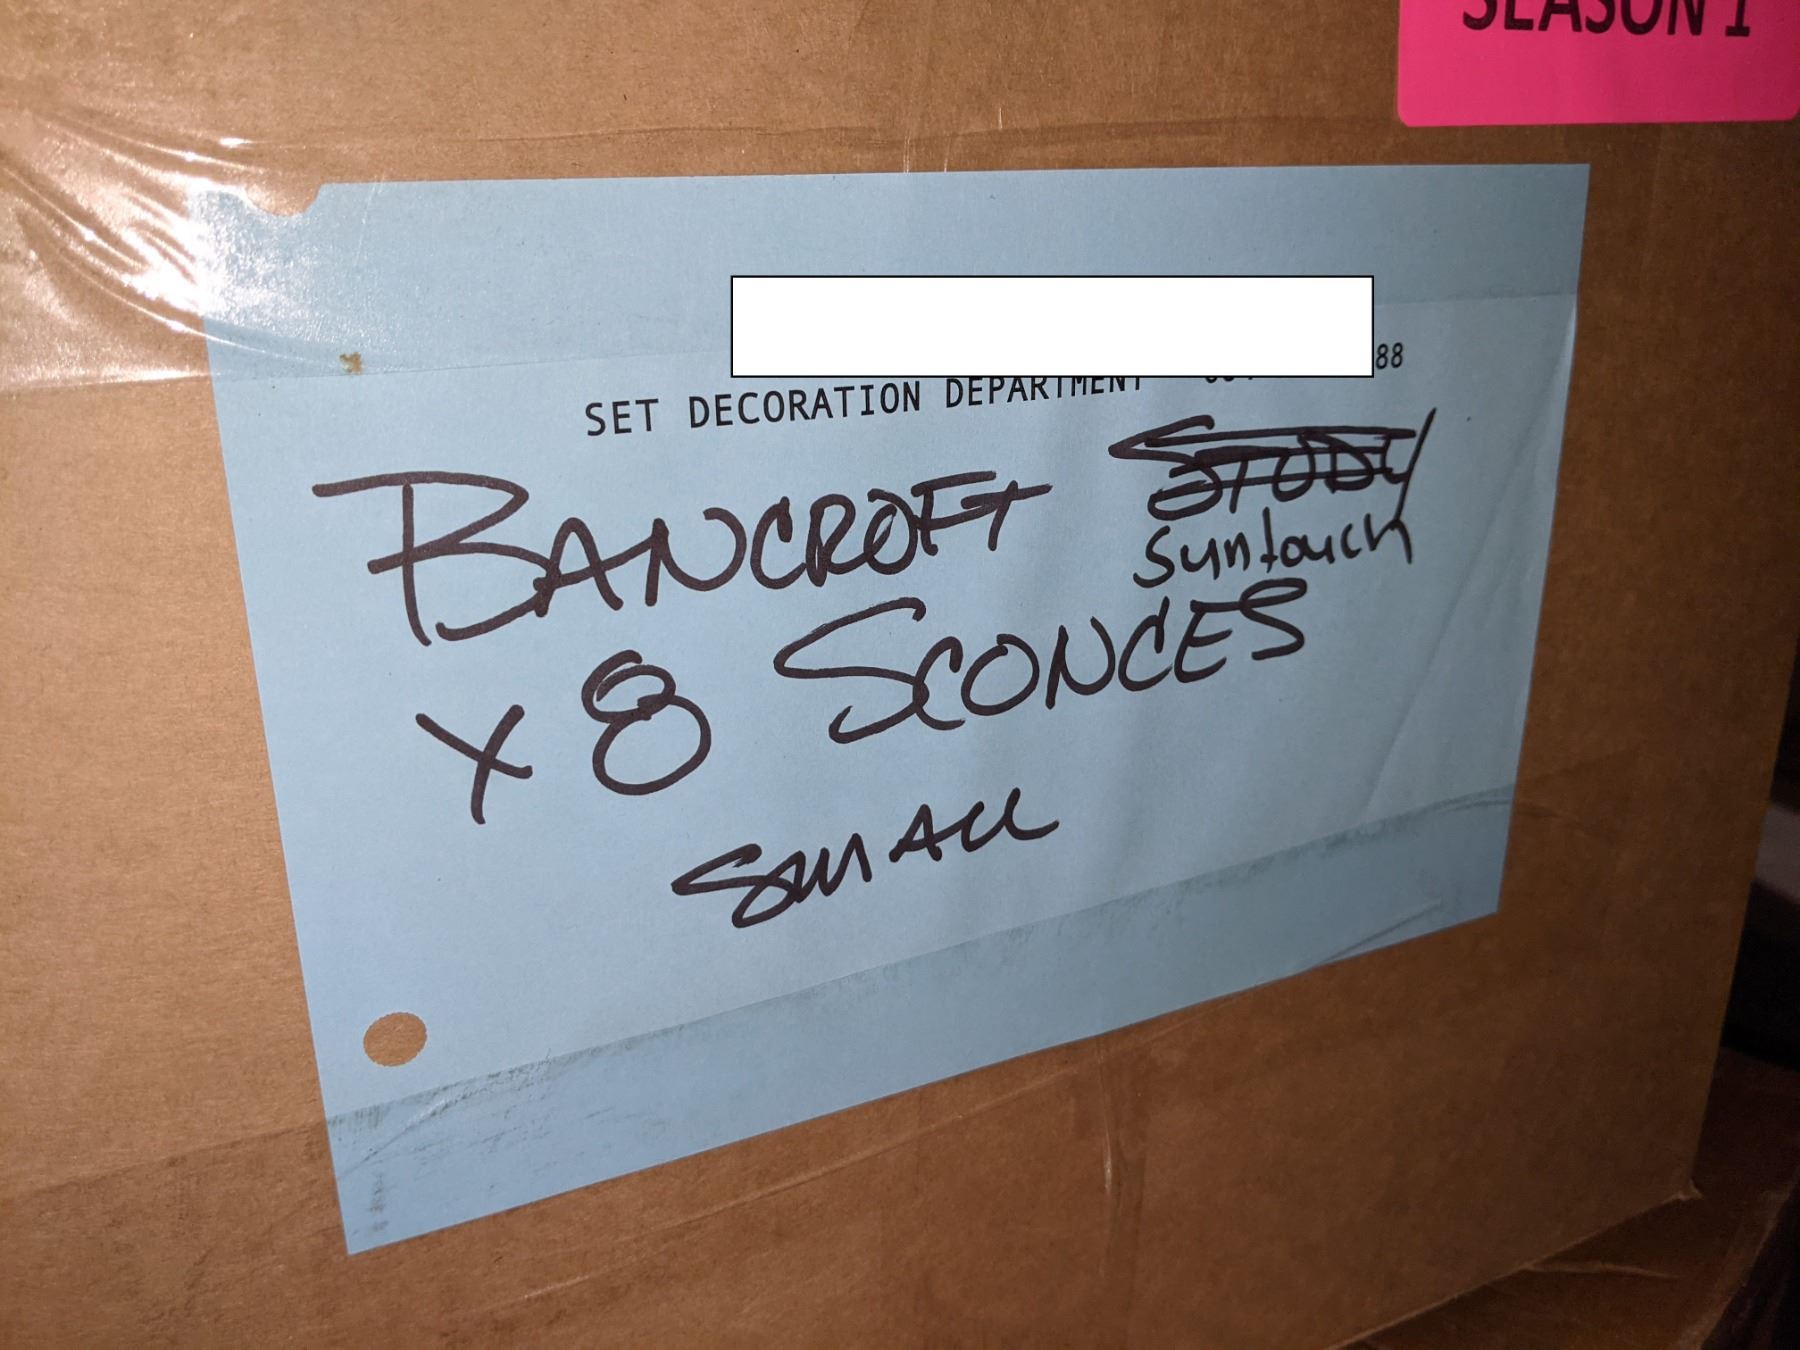 SEASON 1
88
SET DECORATION DEPARTMENT
BANCROFT STUDY
suntouch
x 8 SCONCES
SMALL